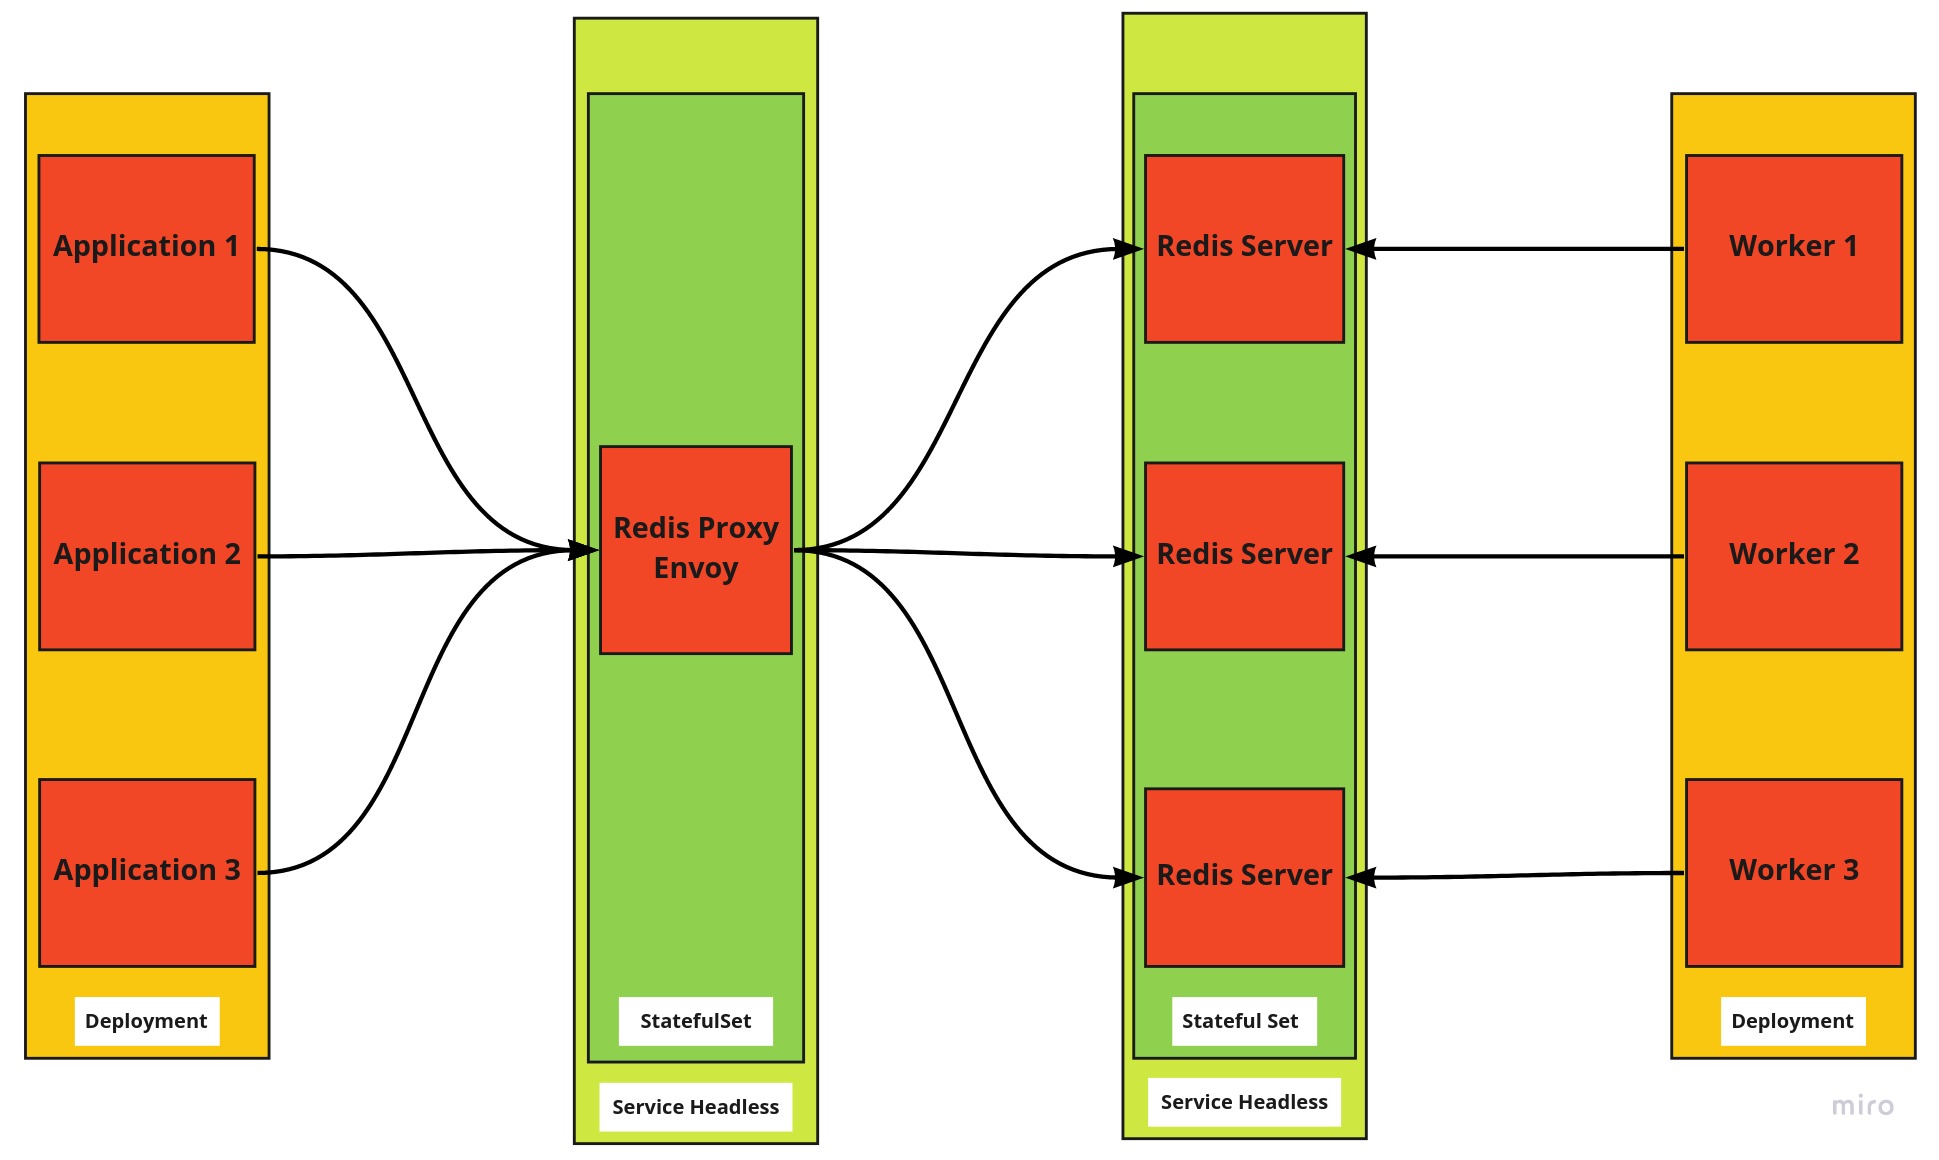 Application 1
Application 2
Application 3
Deployment
Redis Proxy
Envoy
StatefulSet
Service Headless
Redis Server
Redis Server
Redis Server
Stateful Set
Service Headless
Worker 1
Worker 2
Worker 3
Deployment
miro